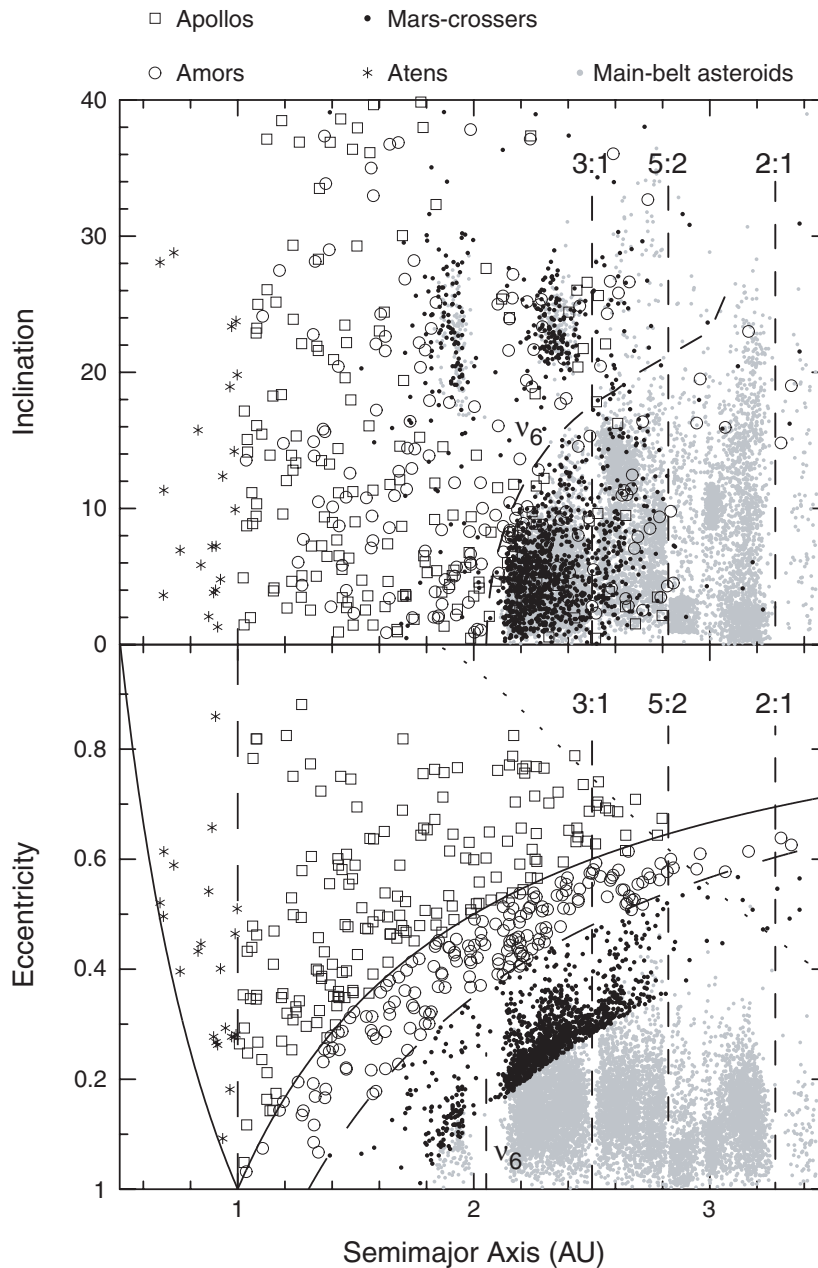 Apollos
Mars-crossers
Amors
Atens
Main-belt asteroids
40
3:1
5:2
2:1
30
Inclination
20
ν6
10
0
3:1
5:2
2:1
0.8
0.6
Eccentricity
0.4
0.2
ν6
1
1
2
3
Semimajor Axis (AU)